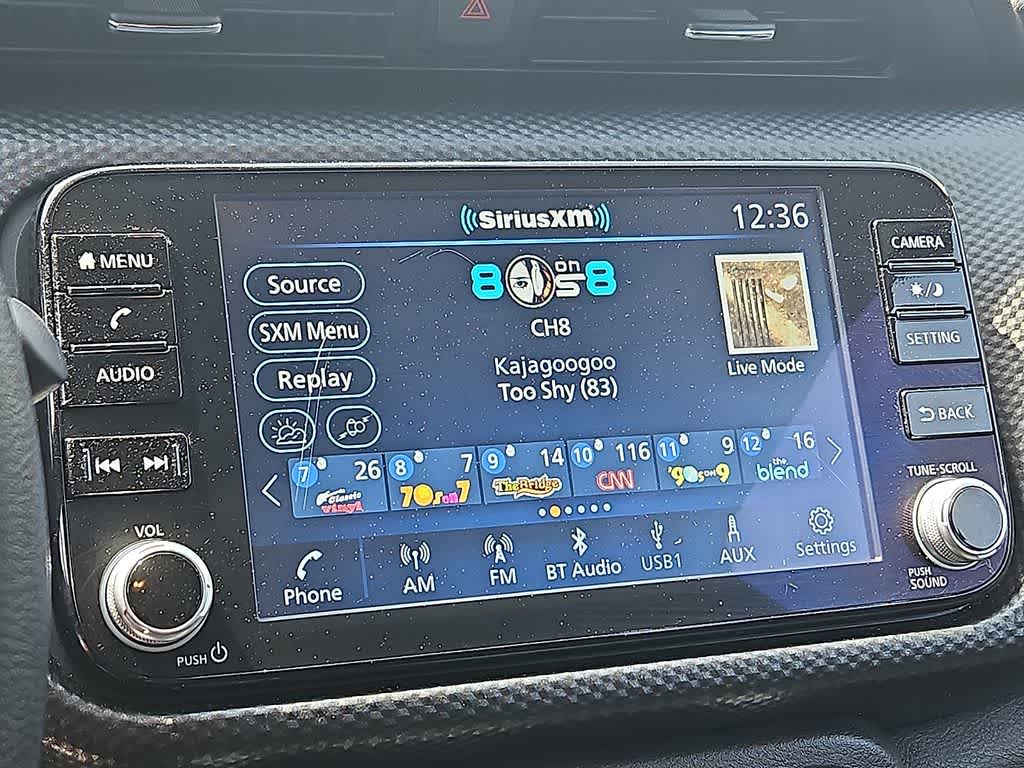 SiriusXM
12:36
MENU
AUDIO
VOL
PUSH
Source
SXM Menu
Replay
80s on 8
CH8
Kajagoogoo
Too Shy (83)
Live Mode
7 26 Classic Vinyl
8 7 70s on 7
9 14 The Bridge
10 116 CNN
11 9 '90s ON 9
12 16 the blend
Phone
AM
FM
BT Audio
USB1
AUX
Settings
CAMERA
SETTING
BACK
TUNE·SCROLL
PUSH
SOUND